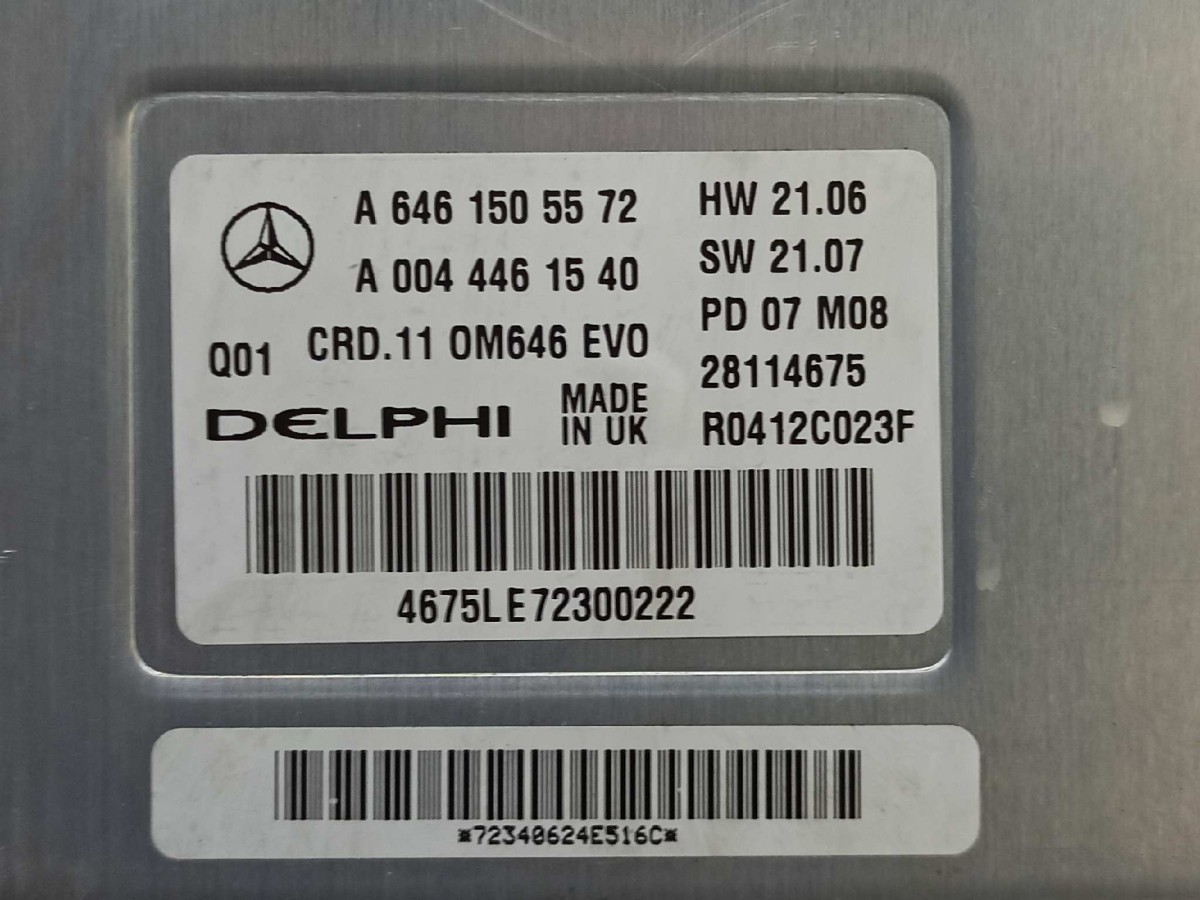 A 646 150 55 72
A 004 446 15 40
Q01 CRD.11 OM646 EVO
DELPHI
MADE
IN UK
HW 21.06
SW 21.07
PD 07 M08
28114675
R0412C023F
4675LE72300222
*72340624E516C*